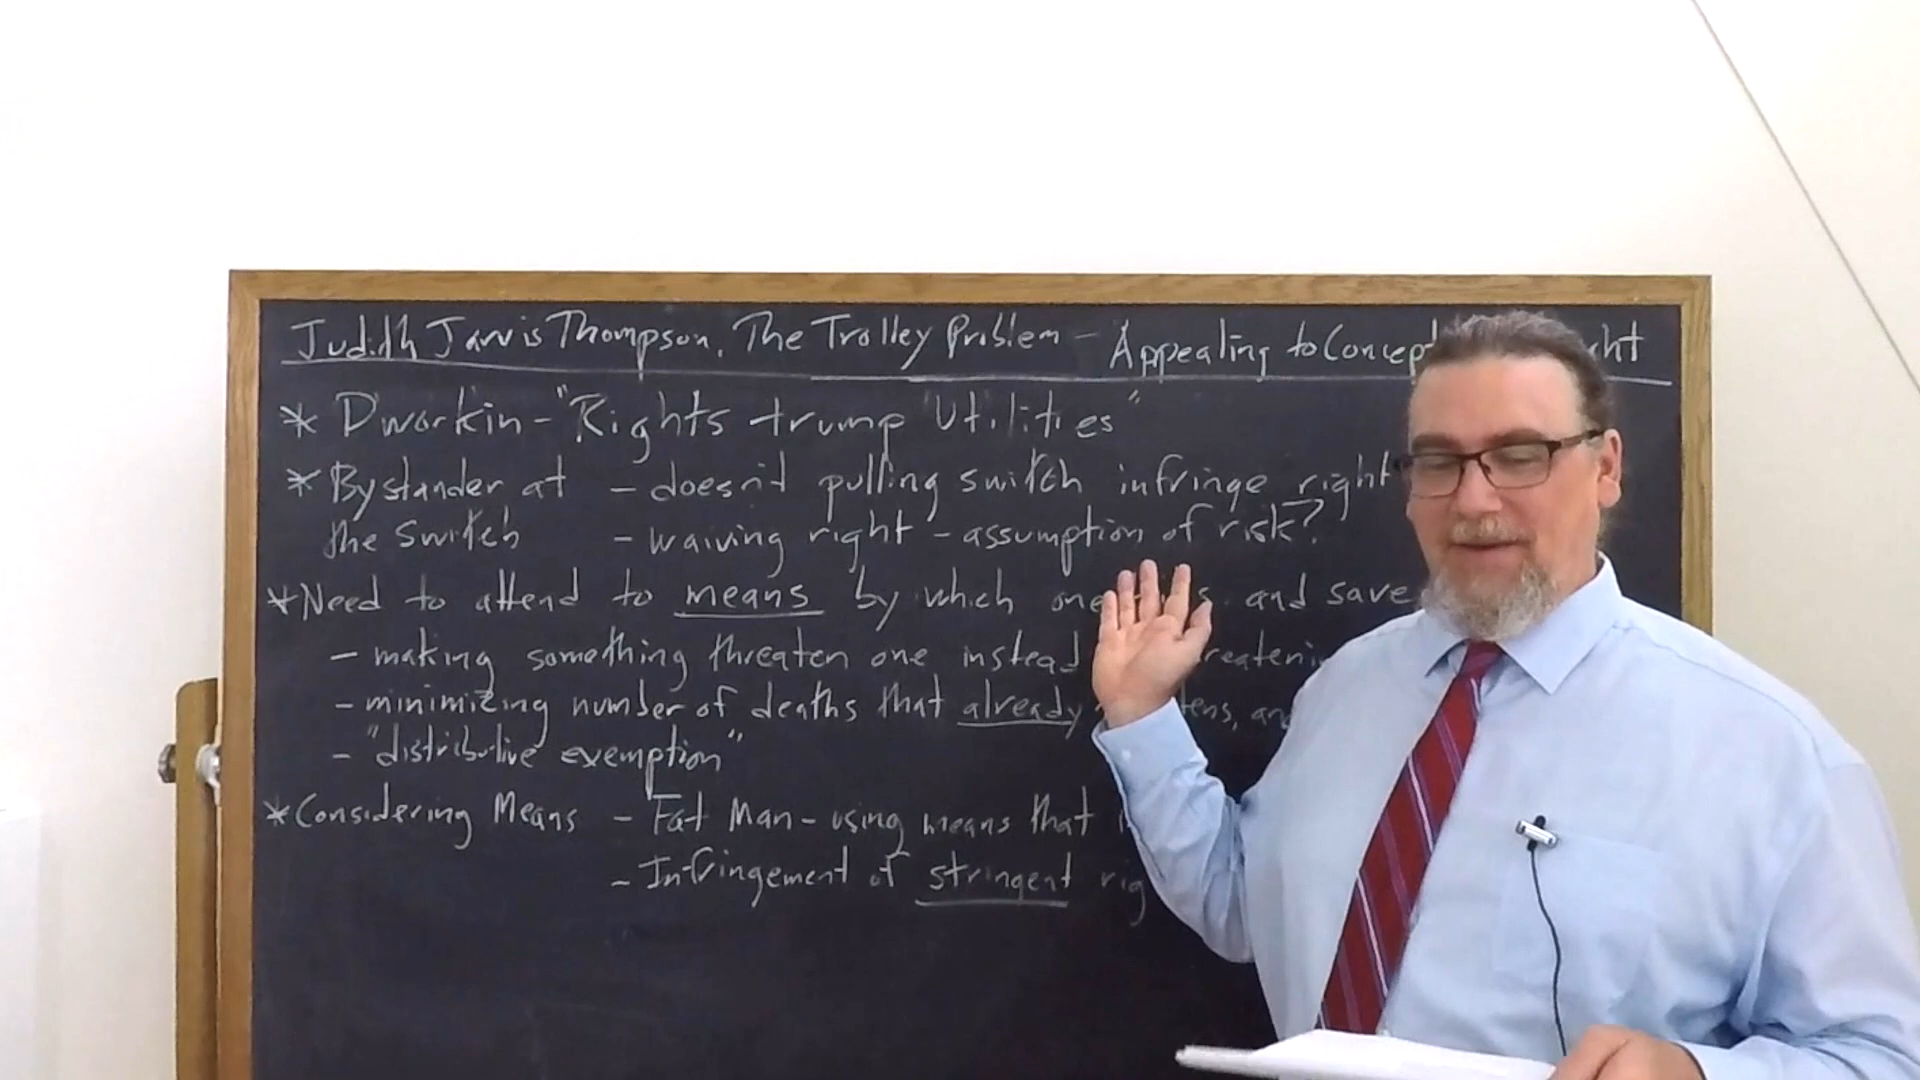 Judith Jarvis Thompson, The Trolley Problem - Appealing to Concept ht
* Dworkin - "Rights trump Utilities"
* Bystander at - doesn't pulling switch infringe right
the switch - waiving right - assumption of risk?
* Need to attend to means by which one and save
- making something threaten one instead
- minimizing number of deaths that already
- "distributive exemption"
* Considering Means - Fat Man - using means that
- Infringement of stringent rig